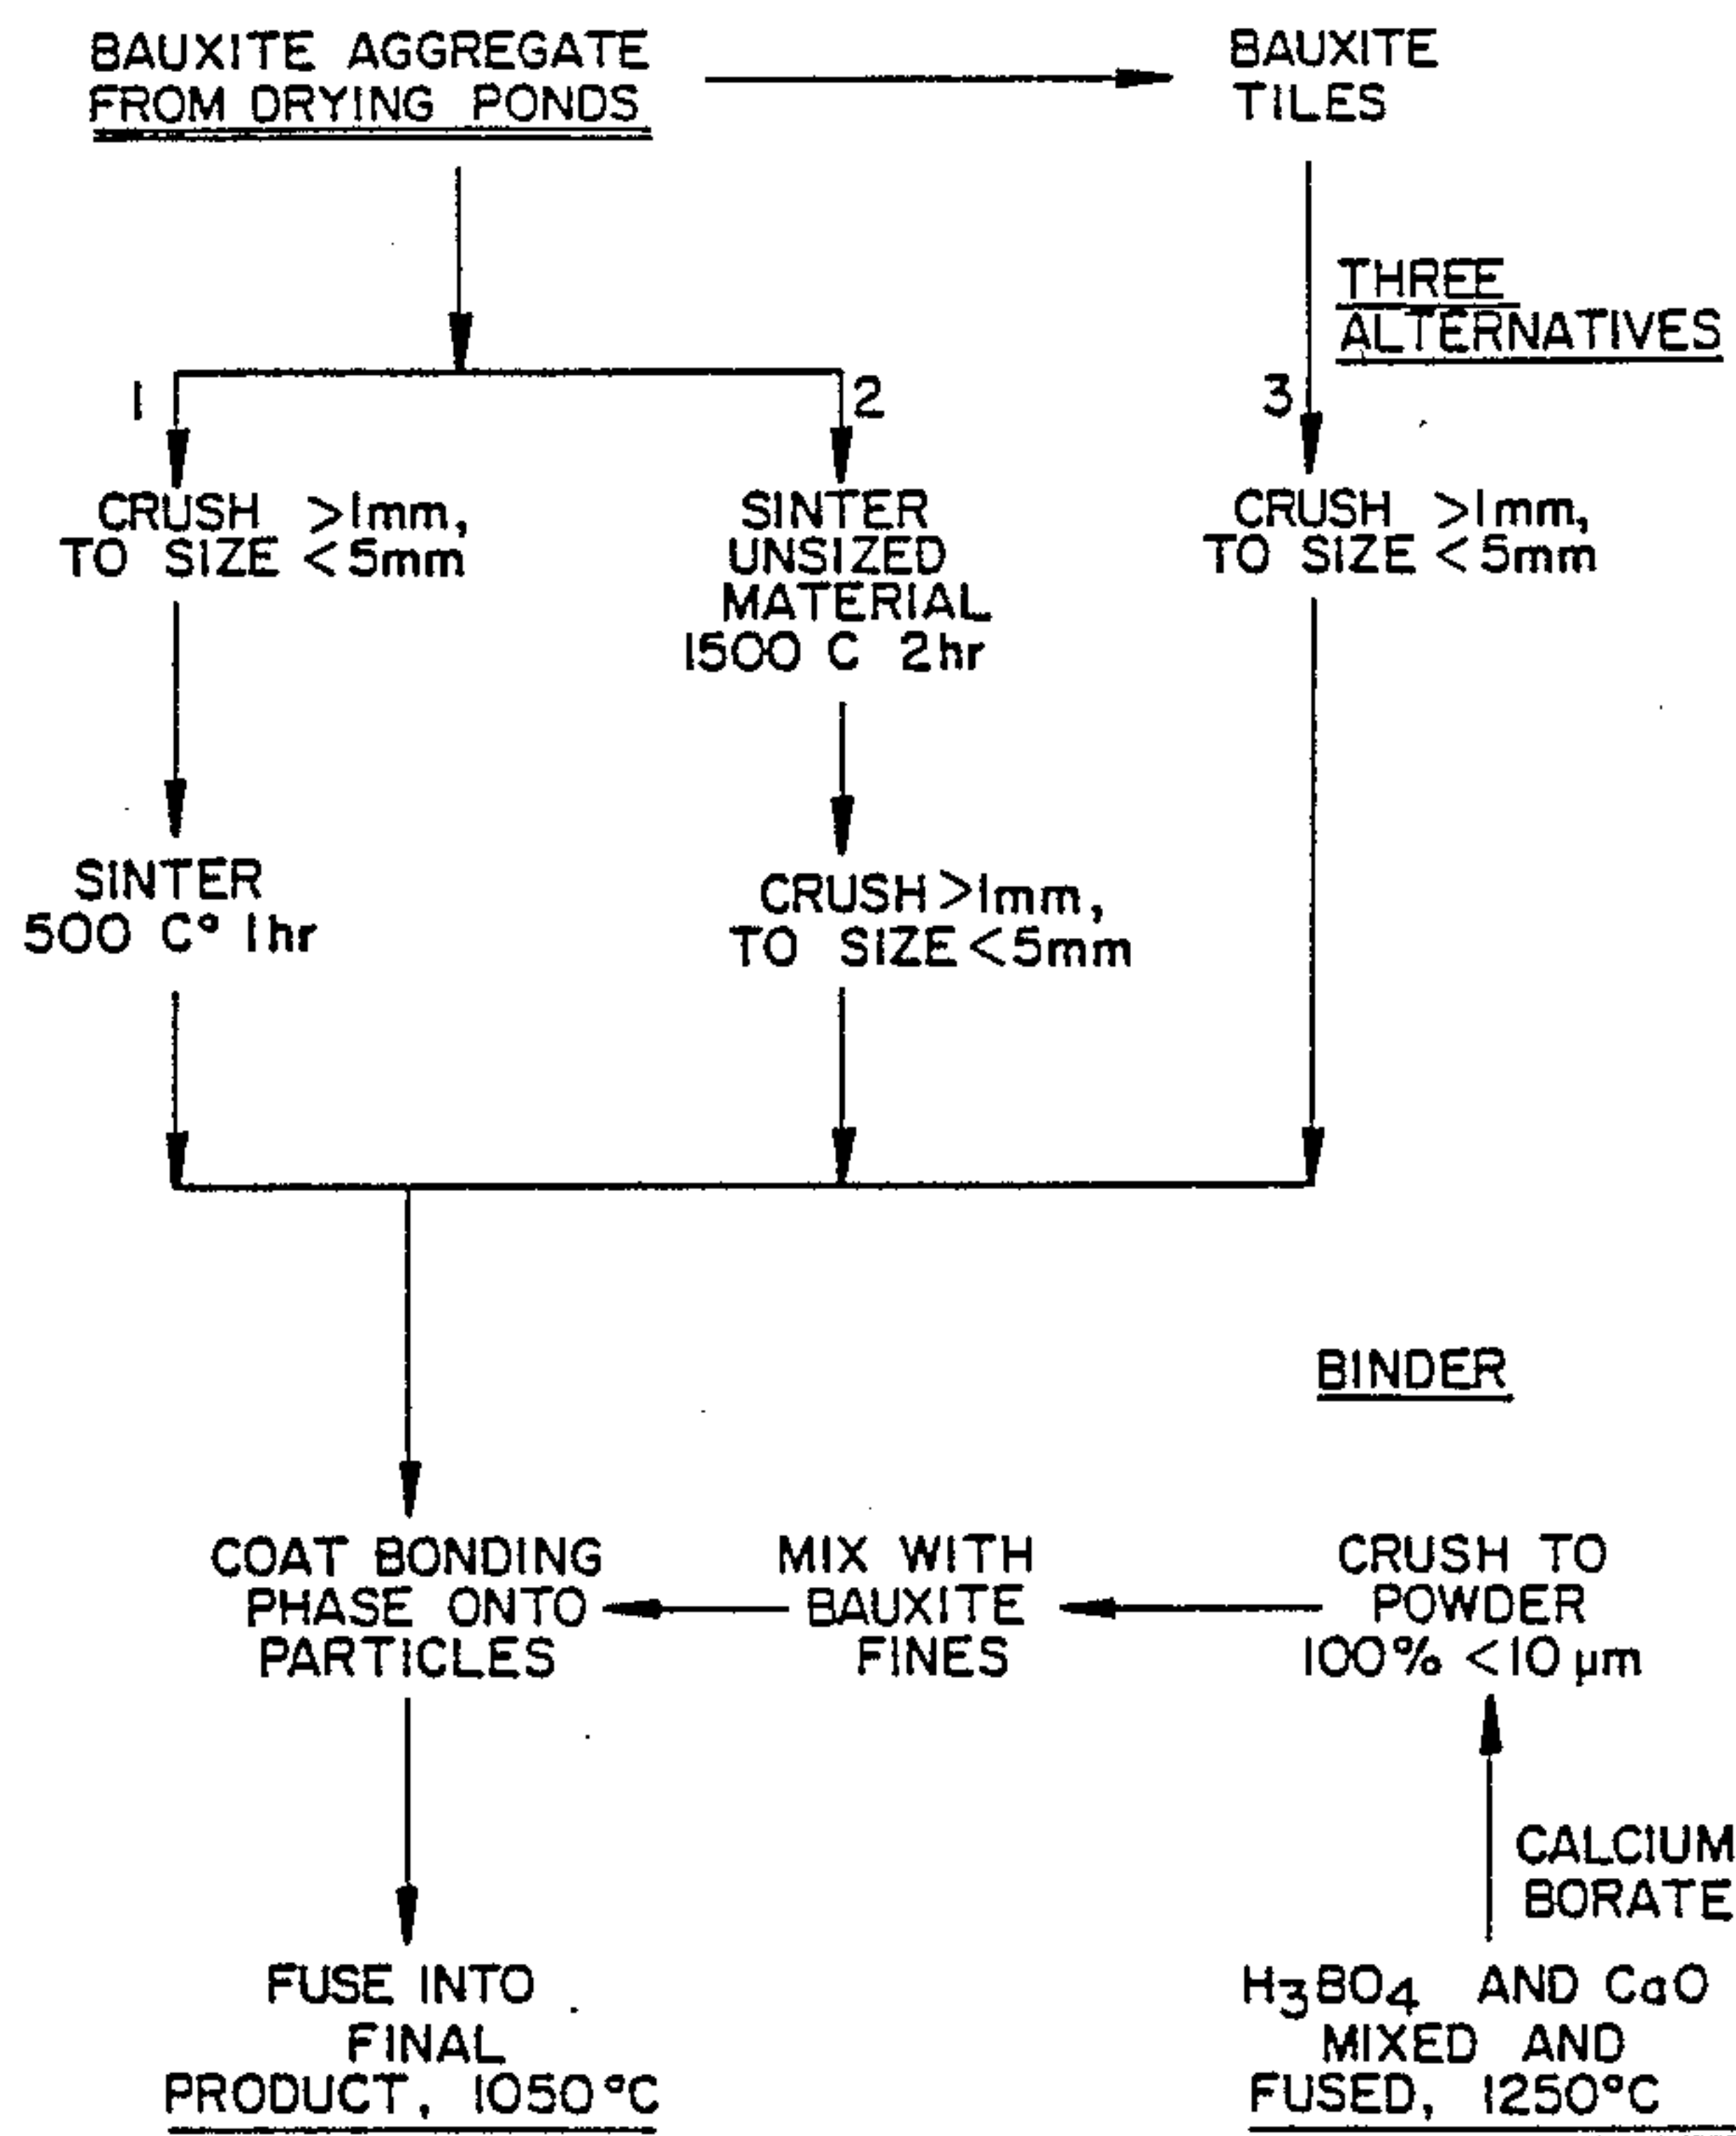 BAUXITE AGGREGATE
FROM DRYING PONDS
BAUXITE
TILES
THREE
ALTERNATIVES
1
2
3
CRUSH >1mm,
TO SIZE <5mm
SINTER
UNSIZED
MATERIAL
1500 C 2hr
CRUSH >1mm,
TO SIZE <5mm
SINTER
500 C° 1hr
CRUSH >1mm,
TO SIZE <5mm
BINDER
COAT BONDING
PHASE ONTO
PARTICLES
MIX WITH
BAUXITE
FINES
CRUSH TO
POWDER
100% <10 µm
CALCIUM
BORATE
FUSE INTO
FINAL
PRODUCT, 1050°C
H3BO4 AND CaO
MIXED AND
FUSED, 1250°C